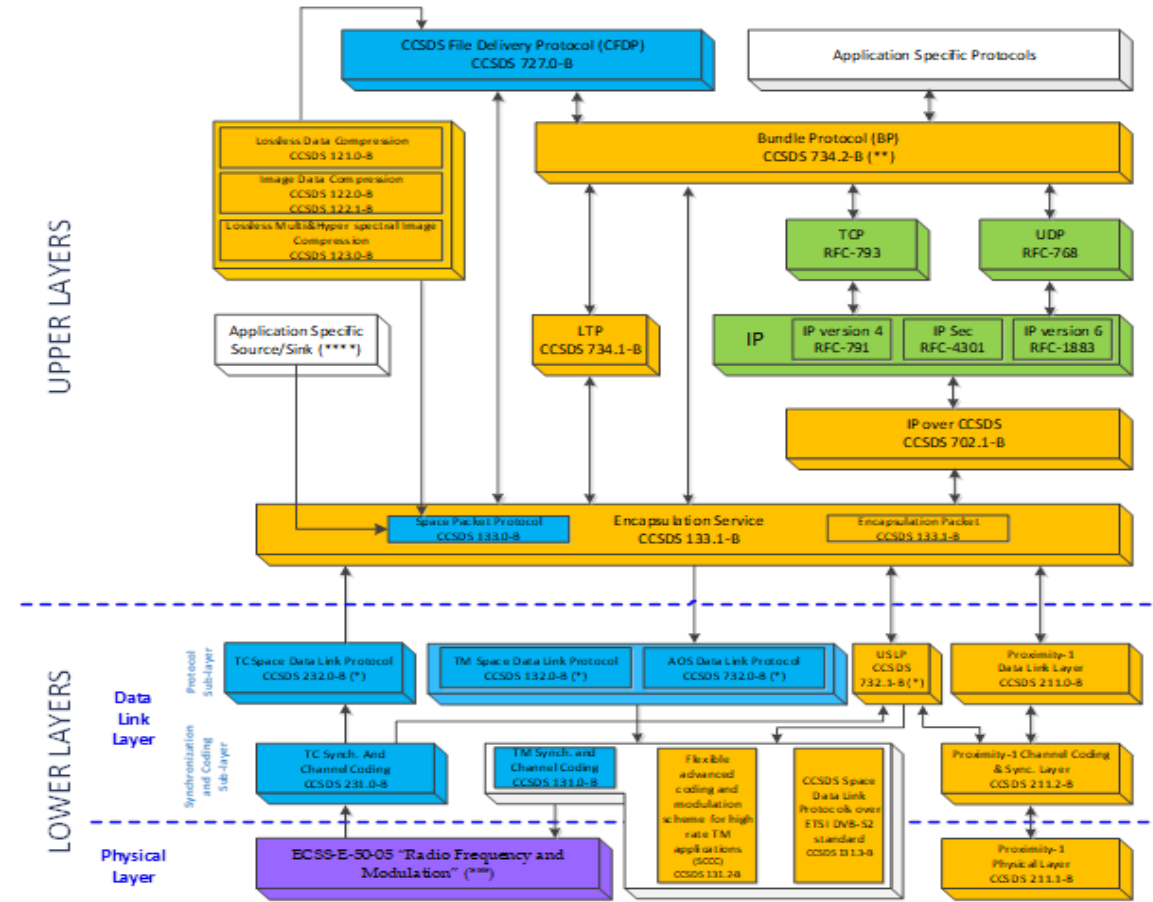 CCSDS File Delivery Protocol (CFDP)
CCSDS 727.0-B
Application Specific Protocols
Lossless Data Compression
CCSDS 121.0-B
Image Data Compression
CCSDS 122.0-B
CCSDS 122.1-B
Lossless Multi&Hyper spectral Image
Compression
CCSDS 123.0-B
Bundle Protocol (BP)
CCSDS 734.2-B (**)
UPPER LAYERS
TCP
RFC-793
UDP
RFC-768
Application Specific
Source/Sink (****)
LTP
CCSDS 734.1-B
IP
IP version 4
RFC-791
IP Sec
RFC-4301
IP version 6
RFC-1883
IP over CCSDS
CCSDS 702.1-B
Space Packet Protocol
CCSDS 133.0-B
Encapsulation Service
CCSDS 133.1-B
Encapsulation Packet
CCSDS 133.1-B
LOWER LAYERS
Data
Link
Layer
Protocol
Sub-layer
TC Space Data Link Protocol
CCSDS 232.0-B (*)
TM Space Data Link Protocol
CCSDS 132.0-B (*)
AOS Data Link Protocol
CCSDS 732.0-B (*)
USLP
CCSDS
732.1-B (*)
Proximity-1
Data Link Layer
CCSDS 211.0-B
Synchronization
and Coding
Sub-layer
TC Synch. And
Channel Coding
CCSDS 231.0-B
TM Synch. and
Channel Coding
CCSDS 131.0-B
Flexible
advanced
coding and
modulation
scheme for high
rate TM
applications
(SCCC)
CCSDS 131.2-B
CCSDS Space
Data Link
Protocols over
ETSI DVB-S2
standard
CCSDS 131.3-B
Proximity-1 Channel Coding
& Sync. Layer
CCSDS 211.2-B
Physical
Layer
ECSS-E-50-05 "Radio Frequency and
Modulation" (***)
Proximity-1
Physical Layer
CCSDS 211.1-B